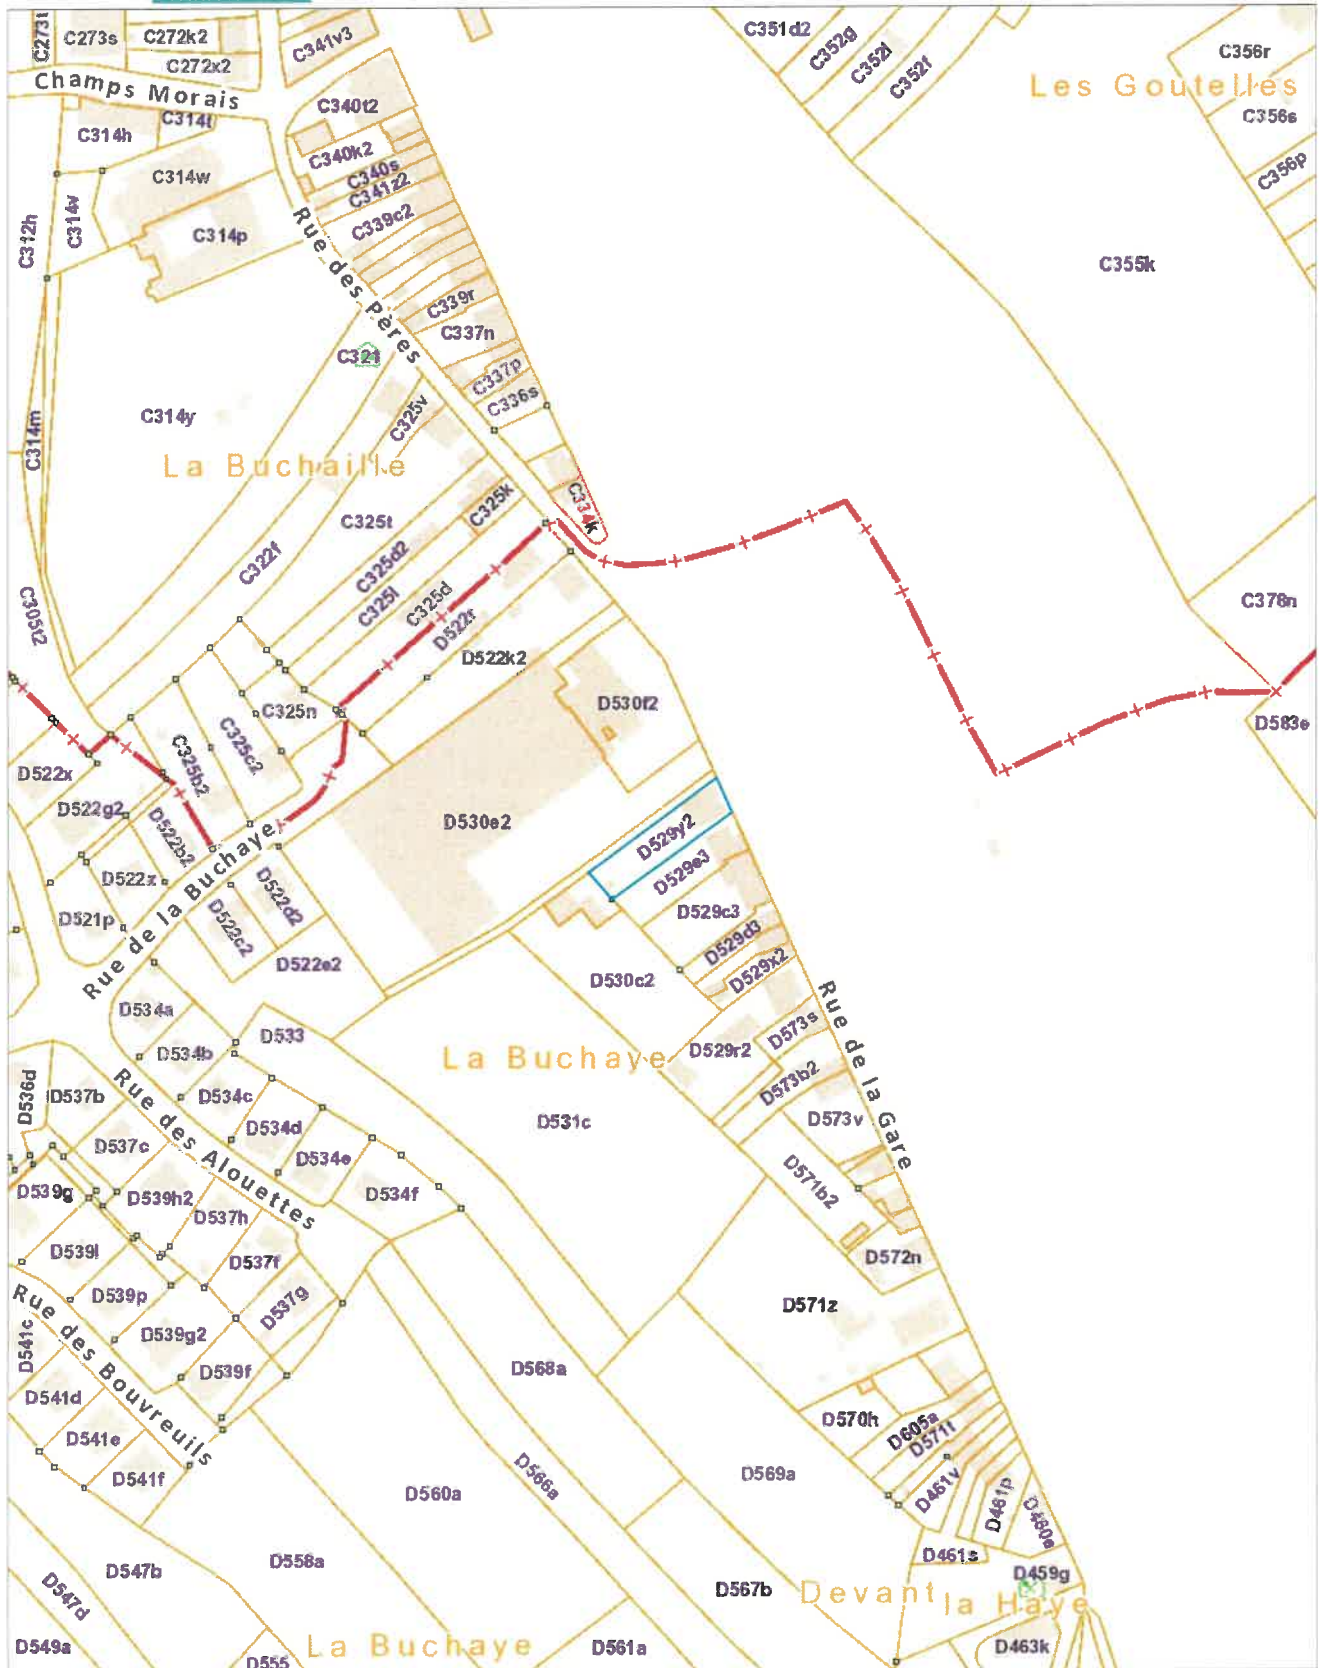 C273t
C273s
C272k2
C272x2
C341v3
C351d2
C352g
C352l
C352f
C356r
Les Goutelles
C356s
C356p
Champs Morais
C340t2
C314h
C314t
C314w
C340k2
C340s
C341z2
C339c2
C312h
C314v
C314p
Rue des Pères
C355k
C339r
C337n
C321
C337p
C336s
C314y
C325v
C314m
La Buchaille
C334k
C325k
C325t
C325d2
C322f
C325l
C325d
D522f
C305t2
C378n
D522k2
D530f2
C325n
C325c2
C325b2
D583e
D522x
D522g2
D522b2
D530e2
D529y2
D529e3
D522z
Rue de la Buchaye
D522d2
D522c2
D529c3
D521p
D529d3
D529x2
D522e2
D530c2
Rue de la Gare
D534a
D533
D534b
La Buchaye
D529r2
D573s
D573b2
D536d
D537b
Rue des Alouettes
D534c
D534d
D531c
D573v
D537c
D534e
D571b2
D539g
D539h2
D534f
D537h
D539l
D537f
D572n
D539p
D537g
D571z
Rue des Bouvreuils
D541c
D539g2
D539f
D568a
D541d
D570h
D605a
D571t
D541e
D541f
D560a
D566a
D569a
D461v
D461p
D460e
D558a
D547b
D461s
D459g
D547d
D567b
Devant la Haye
D549a
D555
La Buchaye
D561a
D463k